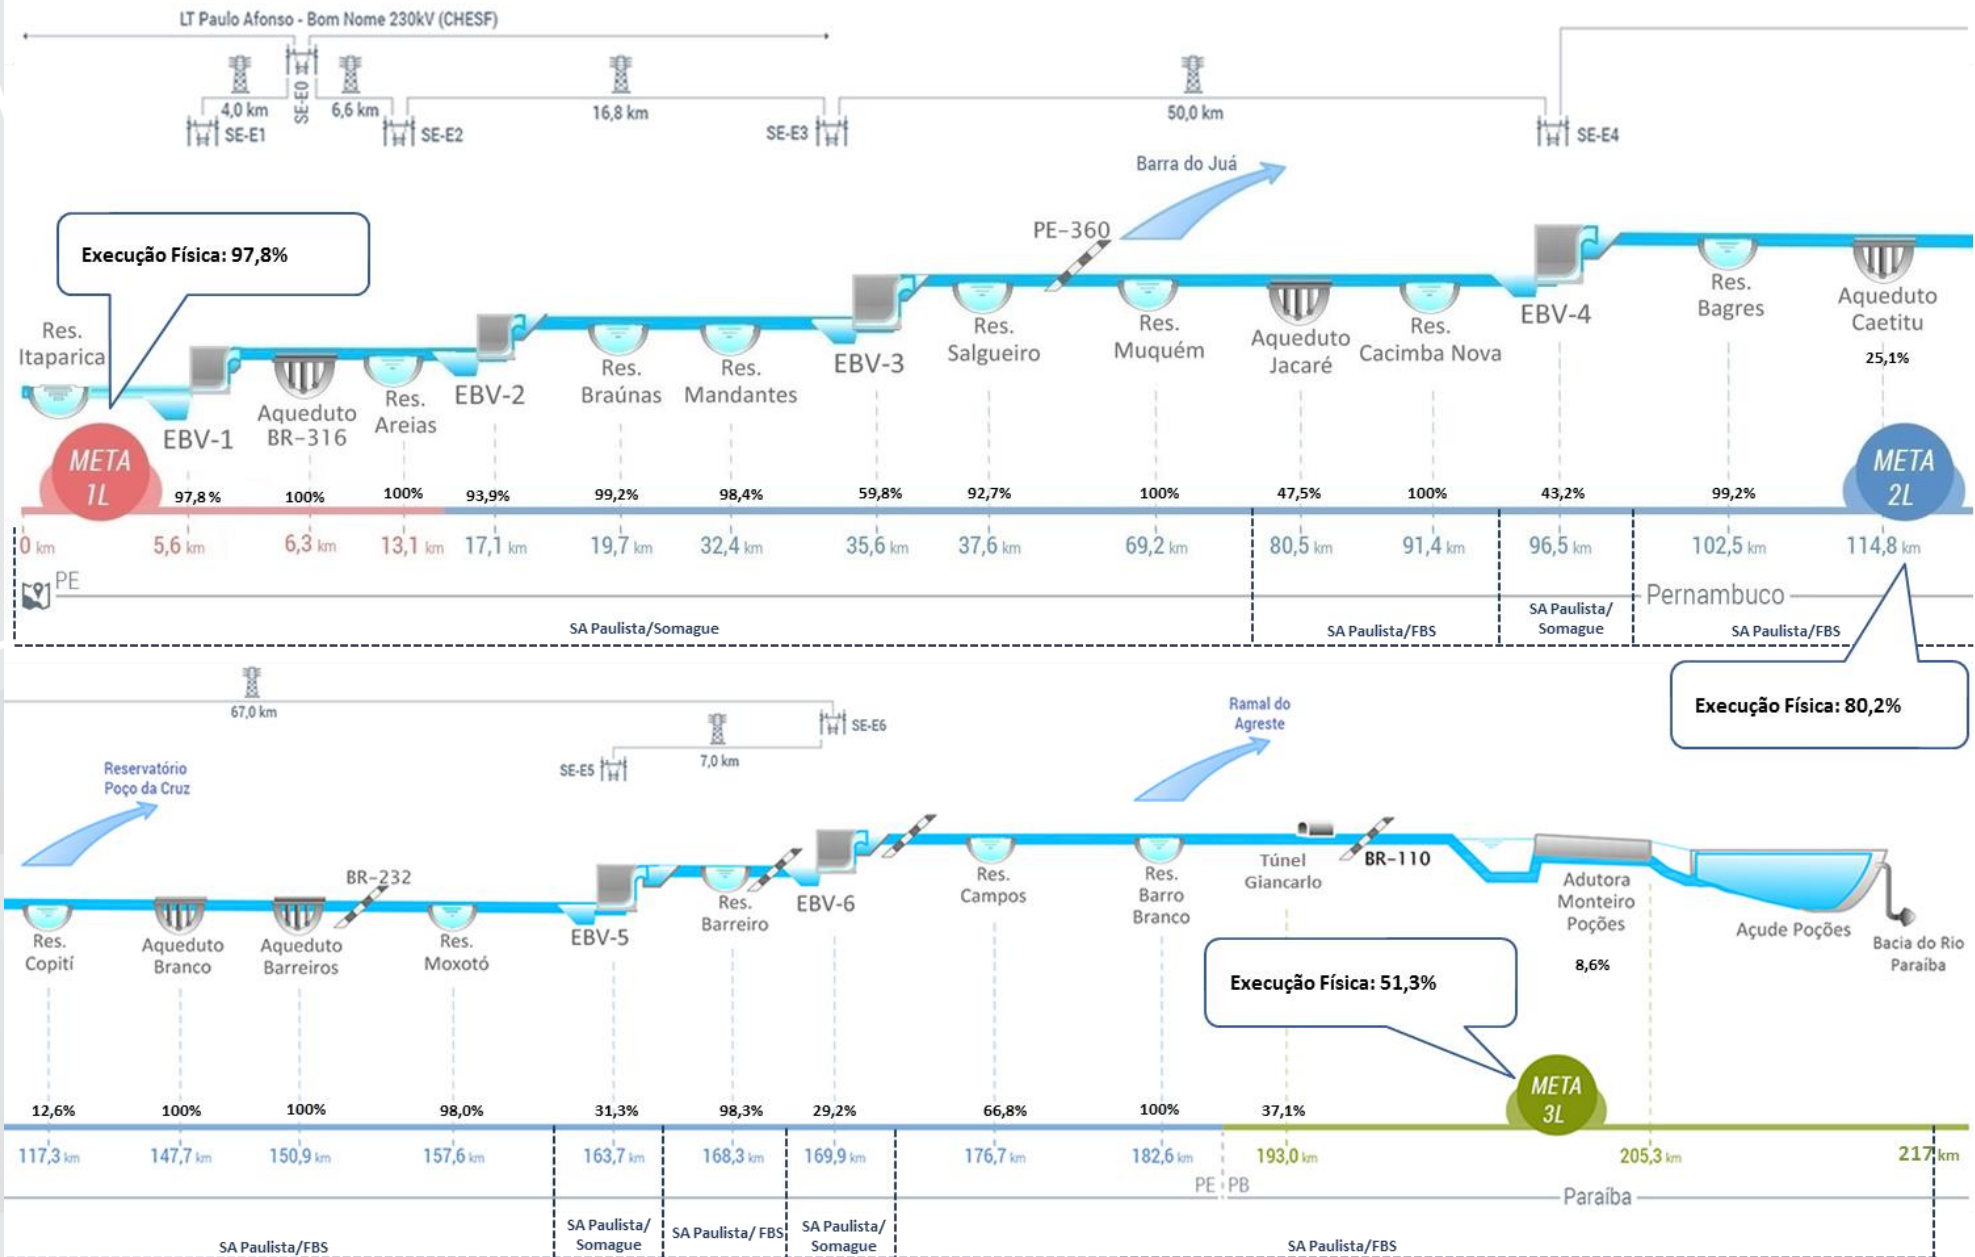 LT Paulo Afonso - Bom Nome 230kV (CHESF)
SE-E0
4,0 km
6,6 km
16,8 km
50,0 km
SE-E1
SE-E2
SE-E3
SE-E4
Barra do Juá
PE-360
Execução Física: 97,8%
Res.
Itaparica
EBV-1
Aqueduto
BR-316
Res.
Areias
EBV-2
Res.
Braúnas
Res.
Mandantes
EBV-3
Res.
Salgueiro
Res.
Muquém
Aqueduto
Jacaré
Res.
Cacimba Nova
EBV-4
Res.
Bagres
Aqueduto
Caetitu
25,1%
META
1L
META
2L
97,8 %
100%
100%
93,9%
99,2%
98,4%
59,8%
92,7%
100%
47,5%
100%
43,2%
99,2%
0 km
5,6 km
6,3 km
13,1 km
17,1 km
19,7 km
32,4 km
35,6 km
37,6 km
69,2 km
80,5 km
91,4 km
96,5 km
102,5 km
114,8 km
PE
Pernambuco
SA Paulista/Somague
SA Paulista/FBS
SA Paulista/
Somague
SA Paulista/FBS
Execução Física: 80,2%
67,0 km
7,0 km
SE-E6
SE-E5
Reservatório
Poço da Cruz
Ramal do
Agreste
BR-232
BR-110
Res.
Copití
Aqueduto
Branco
Aqueduto
Barreiros
Res.
Moxotó
EBV-5
Res.
Barreiro
EBV-6
Res.
Campos
Res.
Barro
Branco
Túnel
Giancarlo
Adutora
Monteiro
Poções
8,6%
Açude Poções
Bacia do Rio
Paraíba
Execução Física: 51,3%
META
3L
12,6%
100%
100%
98,0%
31,3%
98,3%
29,2%
66,8%
100%
37,1%
117,3 km
147,7 km
150,9 km
157,6 km
163,7 km
168,3 km
169,9 km
176,7 km
182,6 km
193,0 km
205,3 km
217 km
PE
PB
Paraíba
SA Paulista/FBS
SA Paulista/
Somague
SA Paulista/ FBS
SA Paulista/
Somague
SA Paulista/FBS